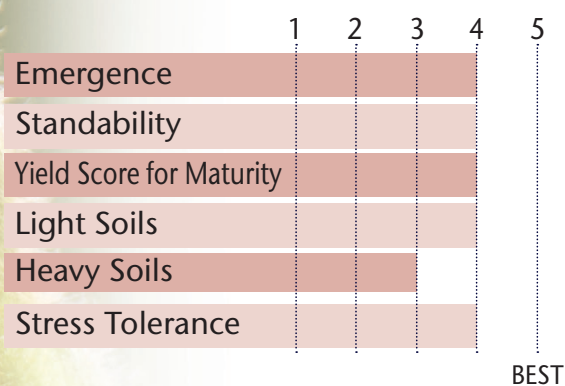 1 2 3 4 5
Emergence
Standability
Yield Score for Maturity
Light Soils
Heavy Soils
Stress Tolerance
BEST